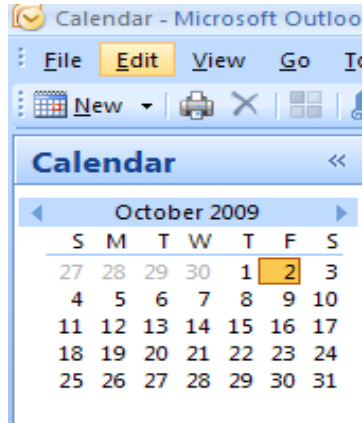 Calendar - Microsoft Outloo
File Edit View Go To
New
Calendar
October 2009
S M T W T F S
27 28 29 30 1 2 3
4 5 6 7 8 9 10
11 12 13 14 15 16 17
18 19 20 21 22 23 24
25 26 27 28 29 30 31